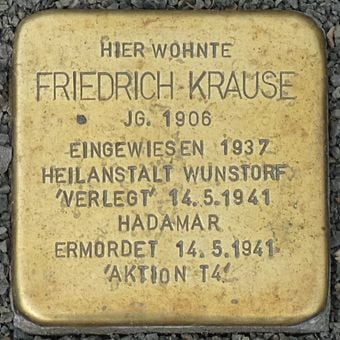 HIER WOHNTE
FRIEDRICH KRAUSE
JG. 1906
EINGEWIESEN 1937
HEILANSTALT WUNSTORF
'VERLEGT' 14.5.1941
HADAMAR
ERMORDET 14.5.1941
'AKTION T4'